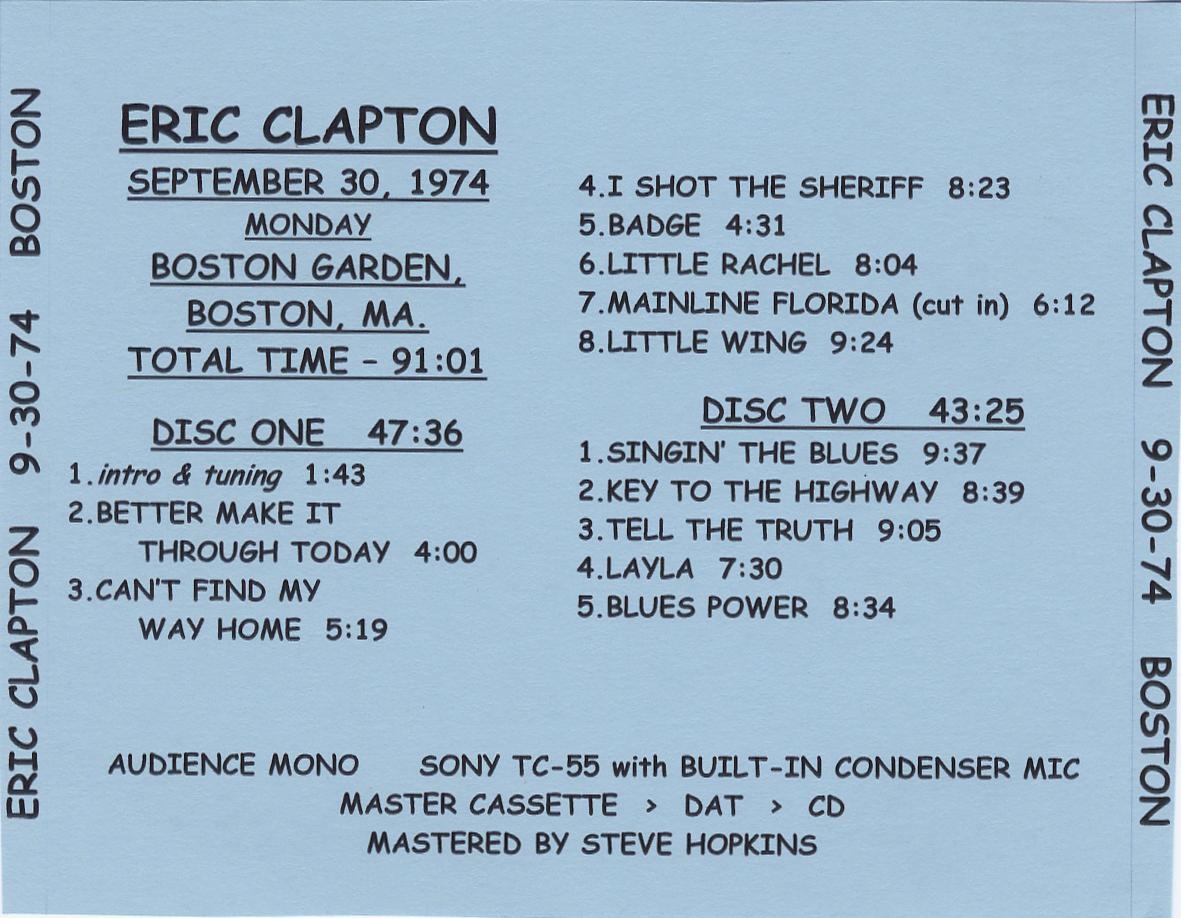 ERIC CLAPTON 9-30-74 BOSTON
ERIC CLAPTON
SEPTEMBER 30, 1974
MONDAY
BOSTON GARDEN,
BOSTON, MA.
TOTAL TIME - 91:01
DISC ONE 47:36
1.intro & tuning 1:43
2.BETTER MAKE IT
THROUGH TODAY 4:00
3.CAN'T FIND MY
WAY HOME 5:19
4.I SHOT THE SHERIFF 8:23
5.BADGE 4:31
6.LITTLE RACHEL 8:04
7.MAINLINE FLORIDA (cut in) 6:12
8.LITTLE WING 9:24
DISC TWO 43:25
1.SINGIN' THE BLUES 9:37
2.KEY TO THE HIGHWAY 8:39
3.TELL THE TRUTH 9:05
4.LAYLA 7:30
5.BLUES POWER 8:34
AUDIENCE MONO SONY TC-55 with BUILT-IN CONDENSER MIC
MASTER CASSETTE > DAT > CD
MASTERED BY STEVE HOPKINS
ERIC CLAPTON 9-30-74 BOSTON